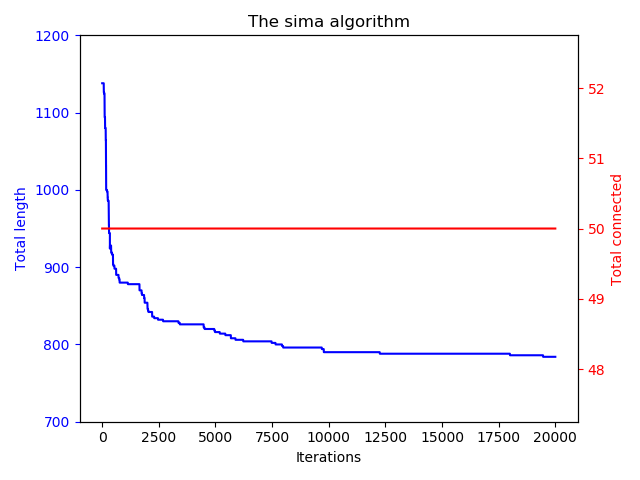 The sima algorithm
1200
1100
1000
900
800
700
Total length
52
51
50
49
48
Total connected
0 2500 5000 7500 10000 12500 15000 17500 20000
Iterations